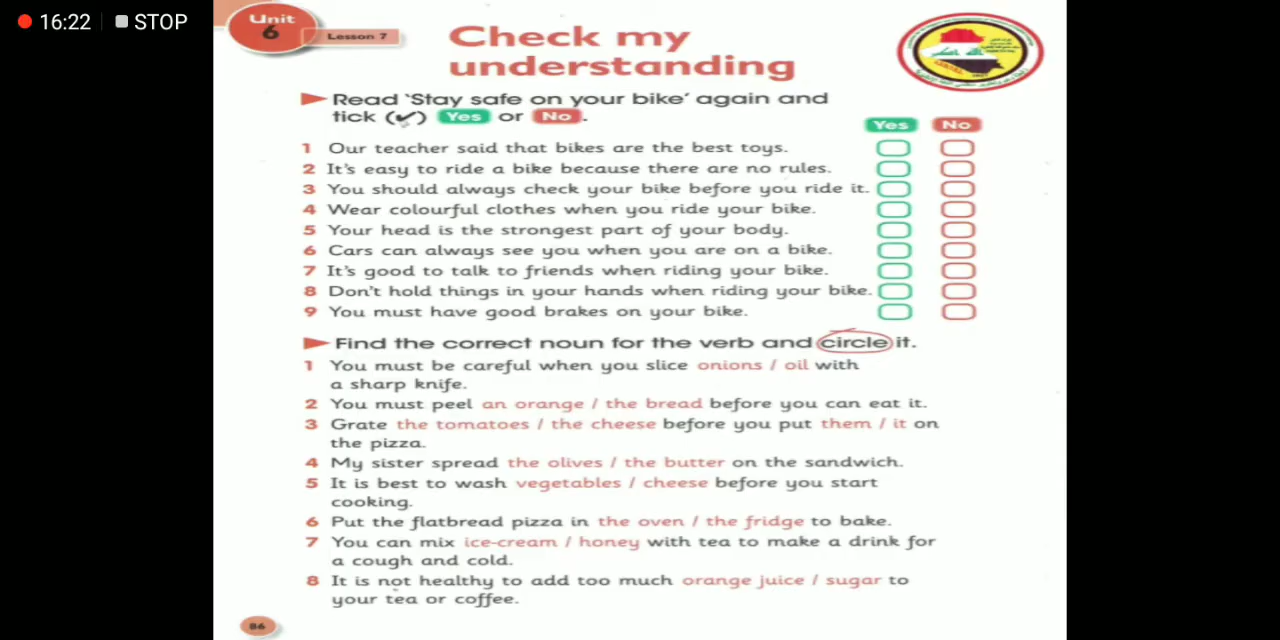 16:22 STOP
Unit
6
Lesson 7
Check my
understanding
Read 'Stay safe on your bike' again and
tick (✔) Yes or No.
Yes No
1 Our teacher said that bikes are the best toys.
2 It's easy to ride a bike because there are no rules.
3 You should always check your bike before you ride it.
4 Wear colourful clothes when you ride your bike.
5 Your head is the strongest part of your body.
6 Cars can always see you when you are on a bike.
7 It's good to talk to friends when riding your bike.
8 Don't hold things in your hands when riding your bike.
9 You must have good brakes on your bike.
Find the correct noun for the verb and circle it.
1 You must be careful when you slice onions / oil with
a sharp knife.
2 You must peel an orange / the bread before you can eat it.
3 Grate the tomatoes / the cheese before you put them / it on
the pizza.
4 My sister spread the olives / the butter on the sandwich.
5 It is best to wash vegetables / cheese before you start
cooking.
6 Put the flatbread pizza in the oven / the fridge to bake.
7 You can mix ice-cream / honey with tea to make a drink for
a cough and cold.
8 It is not healthy to add too much orange juice / sugar to
your tea or coffee.
86